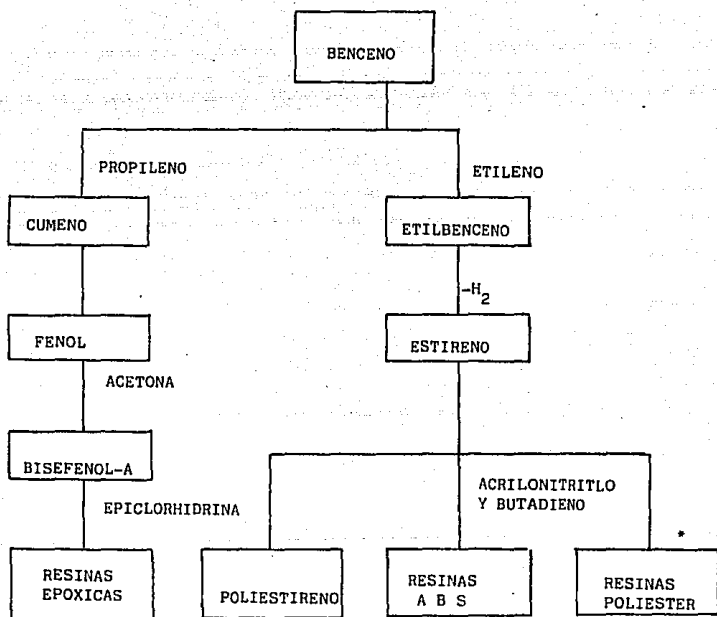 BENCENO
PROPILENO
ETILENO
CUMENO
ETILBENCENO
-H2
FENOL
ESTIRENO
ACETONA
BISEFENOL-A
ACRILONITRITLO
Y BUTADIENO
EPICLORHIDRINA
*
RESINAS
EPOXICAS
POLIESTIRENO
RESINAS
A B S
RESINAS
POLIESTER